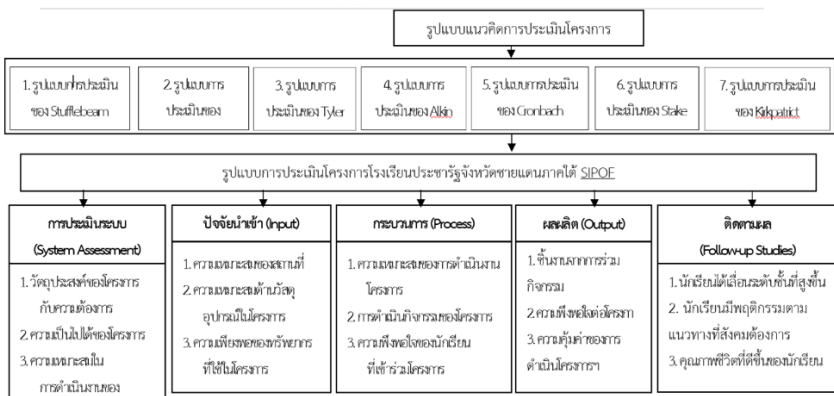 รูปแบบแนวคิดการประเมินโครงการ
1. รูปแบบการประเมิน
ของ Stufflebeam
2. รูปแบบการ
ประเมินของ
3. รูปแบบการ
ประเมินของ Tyler
4. รูปแบบการ
ประเมินของ Alkin
5. รูปแบบการประเมิน
ของ Cronbach
6. รูปแบบการ
ประเมินของ Stake
7. รูปแบบการประเมิน
ของ Kirkpatrict
รูปแบบการประเมินโครงการโรงเรียนประชารัฐจังหวัดชายแดนภาคใต้ SIPOF
การประเมินระบบ
(System Assessment)
1. วัตถุประสงค์ของโครงการ
กับความต้องการ
2. ความเป็นไปได้ของโครงการ
3. ความเหมาะสมใน
การดำเนินงานของ
ปัจจัยนำเข้า (Input)
1. ความเหมาะสมของสถานที่
2. ความเหมาะสมด้านวัสดุ
อุปกรณ์ในโครงการ
3. ความเพียงพอของทรัพยากร
ที่ใช้ในโครงการ
กระบวนการ (Process)
1. ความเหมาะสมของการดำเนินงาน
โครงการ
2. การดำเนินกิจกรรมของโครงการ
3. ความพึงพอใจของนักเรียน
ที่เข้าร่วมโครงการ
ผลผลิต (Output)
1. ชิ้นงานจากการร่วม
กิจกรรม
2. ความพึงพอใจต่อโครงกา
3. ความคุ้มค่าของการ
ดำเนินโครงการฯ
ติดตามผล
(Follow-up Studies)
1. นักเรียนได้เลื่อนระดับชั้นที่สูงขึ้น
2. นักเรียนมีพฤติกรรมตาม
แนวทางที่สังคมต้องการ
3. คุณภาพชีวิตที่ดีขึ้นของนักเรียน